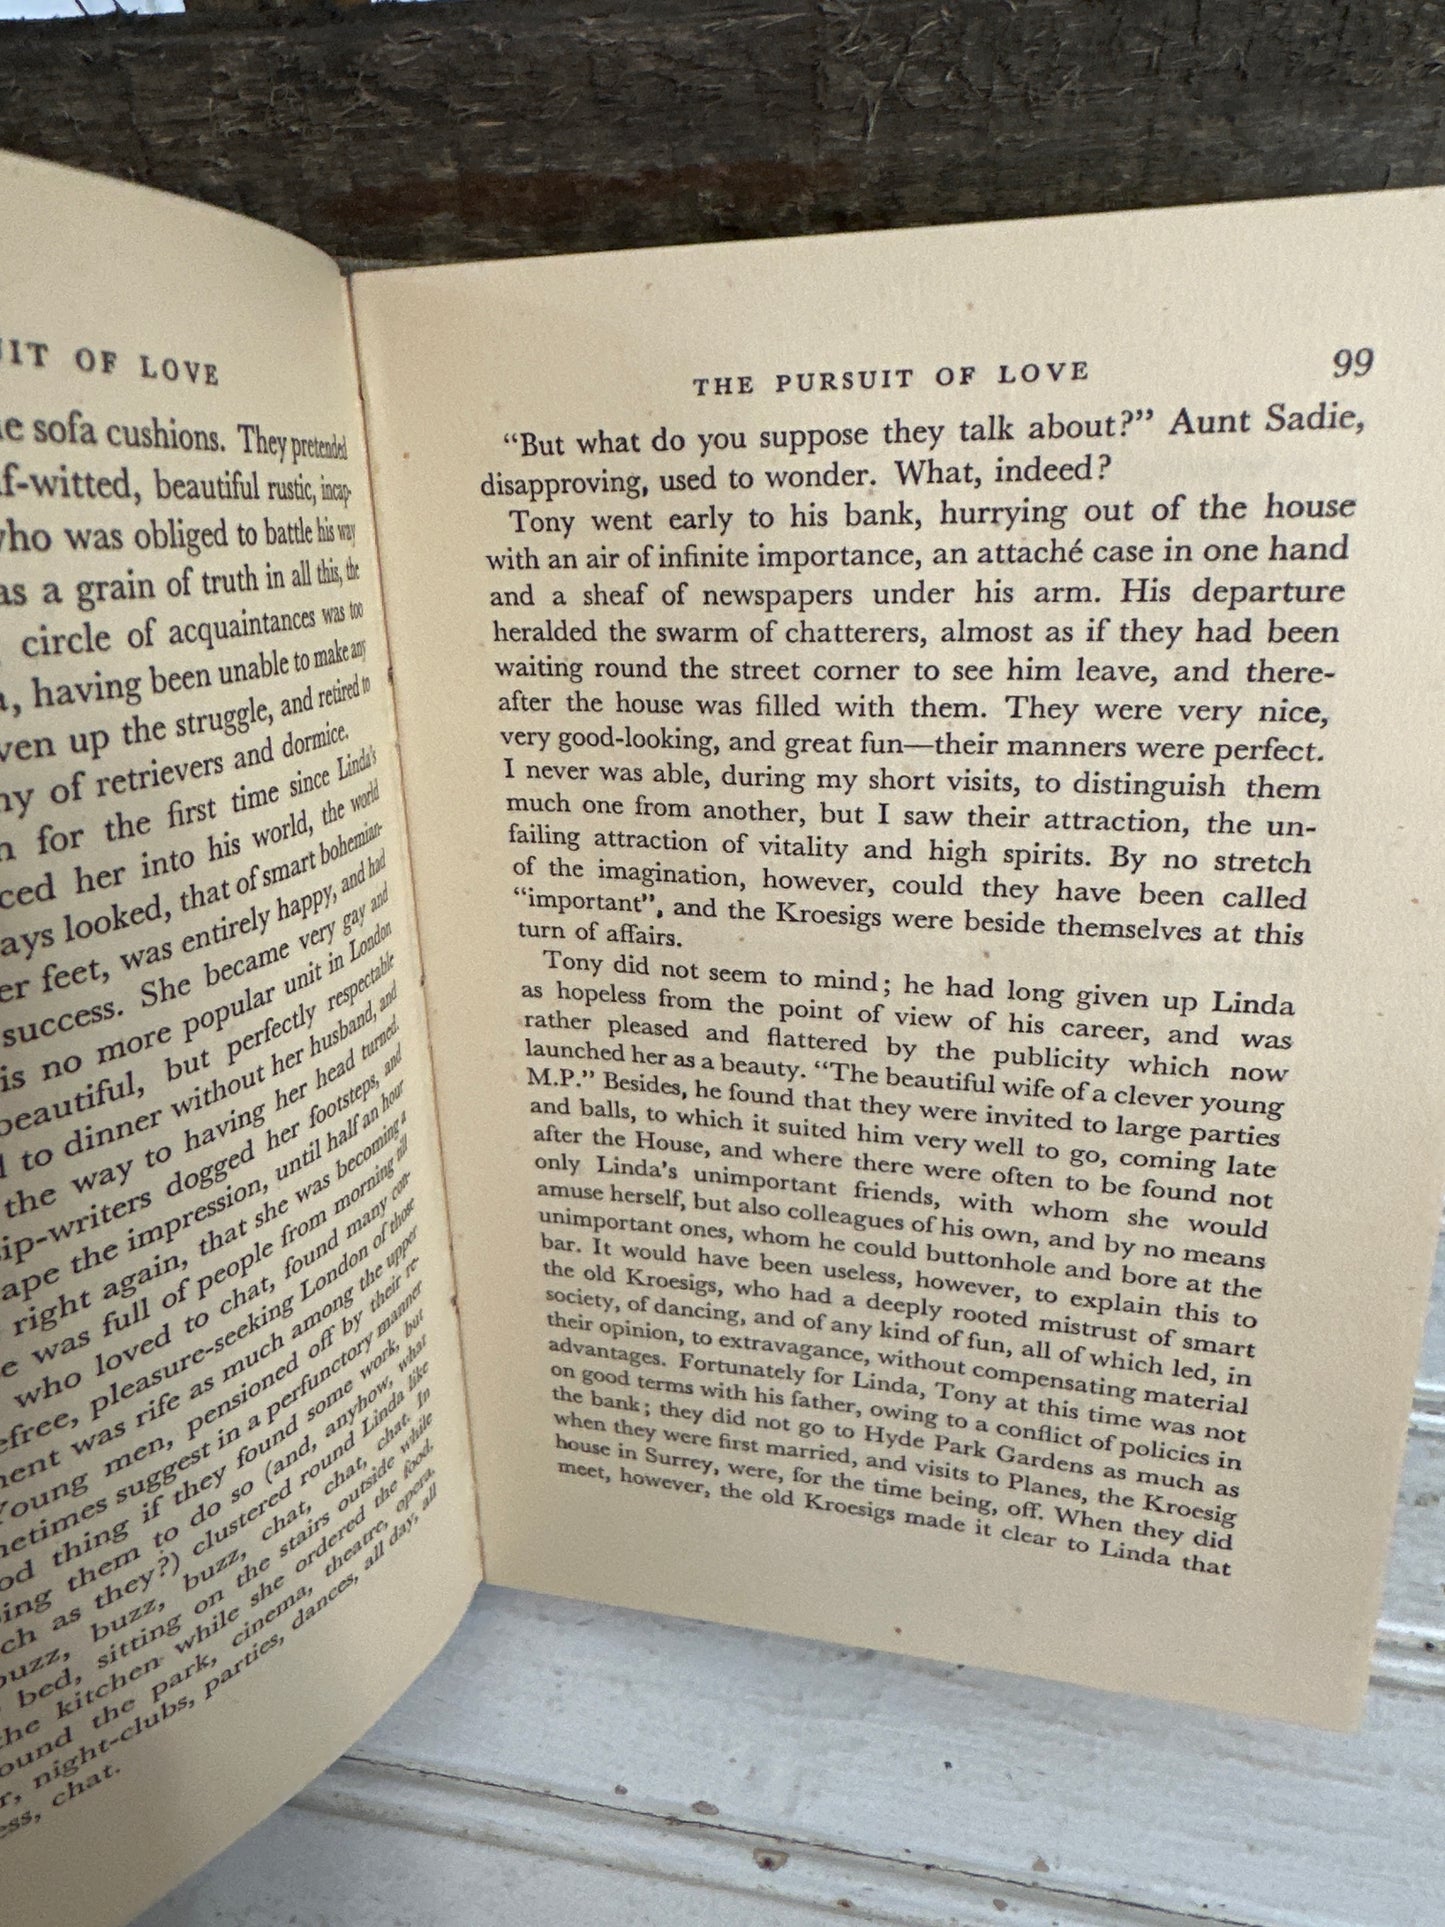 UIT OF LOVE
e sofa cushions. They pretended
f-witted, beautiful rustic, incap-
who was obliged to battle his way
as a grain of truth in all this, the
circle of acquaintances was too
, having been unable to make any
ven up the struggle, and retired to
ny of retrievers and dormice.
n for the first time since Linda's
ced her into his world, the world
ays looked, that of smart bohemian-
er feet, was entirely happy, and had
success. She became very gay and
is no more popular unit in London
beautiful, but perfectly respectable
l to dinner without her husband, and
the way to having her head turned.
ip-writers dogged her footsteps, and
ape the impression, until half an hour
right again, that she was becoming a
e was full of people from morning till
who loved to chat, found many con-
efree, pleasure-seeking London of those
ment was rife as much among the upper
Young men, pensioned off by their re-
metimes suggest in a perfunctory manner
od thing if they found some work, but
ing them to do so (and, anyhow, what
ch as they?) clustered round Linda like
buzz, buzz, buzz, chat, chat, chat. In
bed, sitting on the stairs outside while
the kitchen while she ordered the food,
ound the park, cinema, theatre, opera,
r, night-clubs, parties, dances, all day, all
ess, chat.
THE PURSUIT OF LOVE 99
“But what do you suppose they talk about?” Aunt Sadie,
disapproving, used to wonder. What, indeed?
Tony went early to his bank, hurrying out of the house
with an air of infinite importance, an attaché case in one hand
and a sheaf of newspapers under his arm. His departure
heralded the swarm of chatterers, almost as if they had been
waiting round the street corner to see him leave, and there-
after the house was filled with them. They were very nice,
very good-looking, and great fun—their manners were perfect.
I never was able, during my short visits, to distinguish them
much one from another, but I saw their attraction, the un-
failing attraction of vitality and high spirits. By no stretch
of the imagination, however, could they have been called
“important”, and the Kroesigs were beside themselves at this
turn of affairs.
Tony did not seem to mind; he had long given up Linda
as hopeless from the point of view of his career, and was
rather pleased and flattered by the publicity which now
launched her as a beauty. “The beautiful wife of a clever young
M.P.” Besides, he found that they were invited to large parties
and balls, to which it suited him very well to go, coming late
after the House, and where there were often to be found not
only Linda's unimportant friends, with whom she would
amuse herself, but also colleagues of his own, and by no means
unimportant ones, whom he could buttonhole and bore at the
bar. It would have been useless, however, to explain this to
the old Kroesigs, who had a deeply rooted mistrust of smart
society, of dancing, and of any kind of fun, all of which led, in
their opinion, to extravagance, without compensating material
advantages. Fortunately for Linda, Tony at this time was not
on good terms with his father, owing to a conflict of policies in
the bank; they did not go to Hyde Park Gardens as much as
when they were first married, and visits to Planes, the Kroesig
house in Surrey, were, for the time being, off. When they did
meet, however, the old Kroesigs made it clear to Linda that